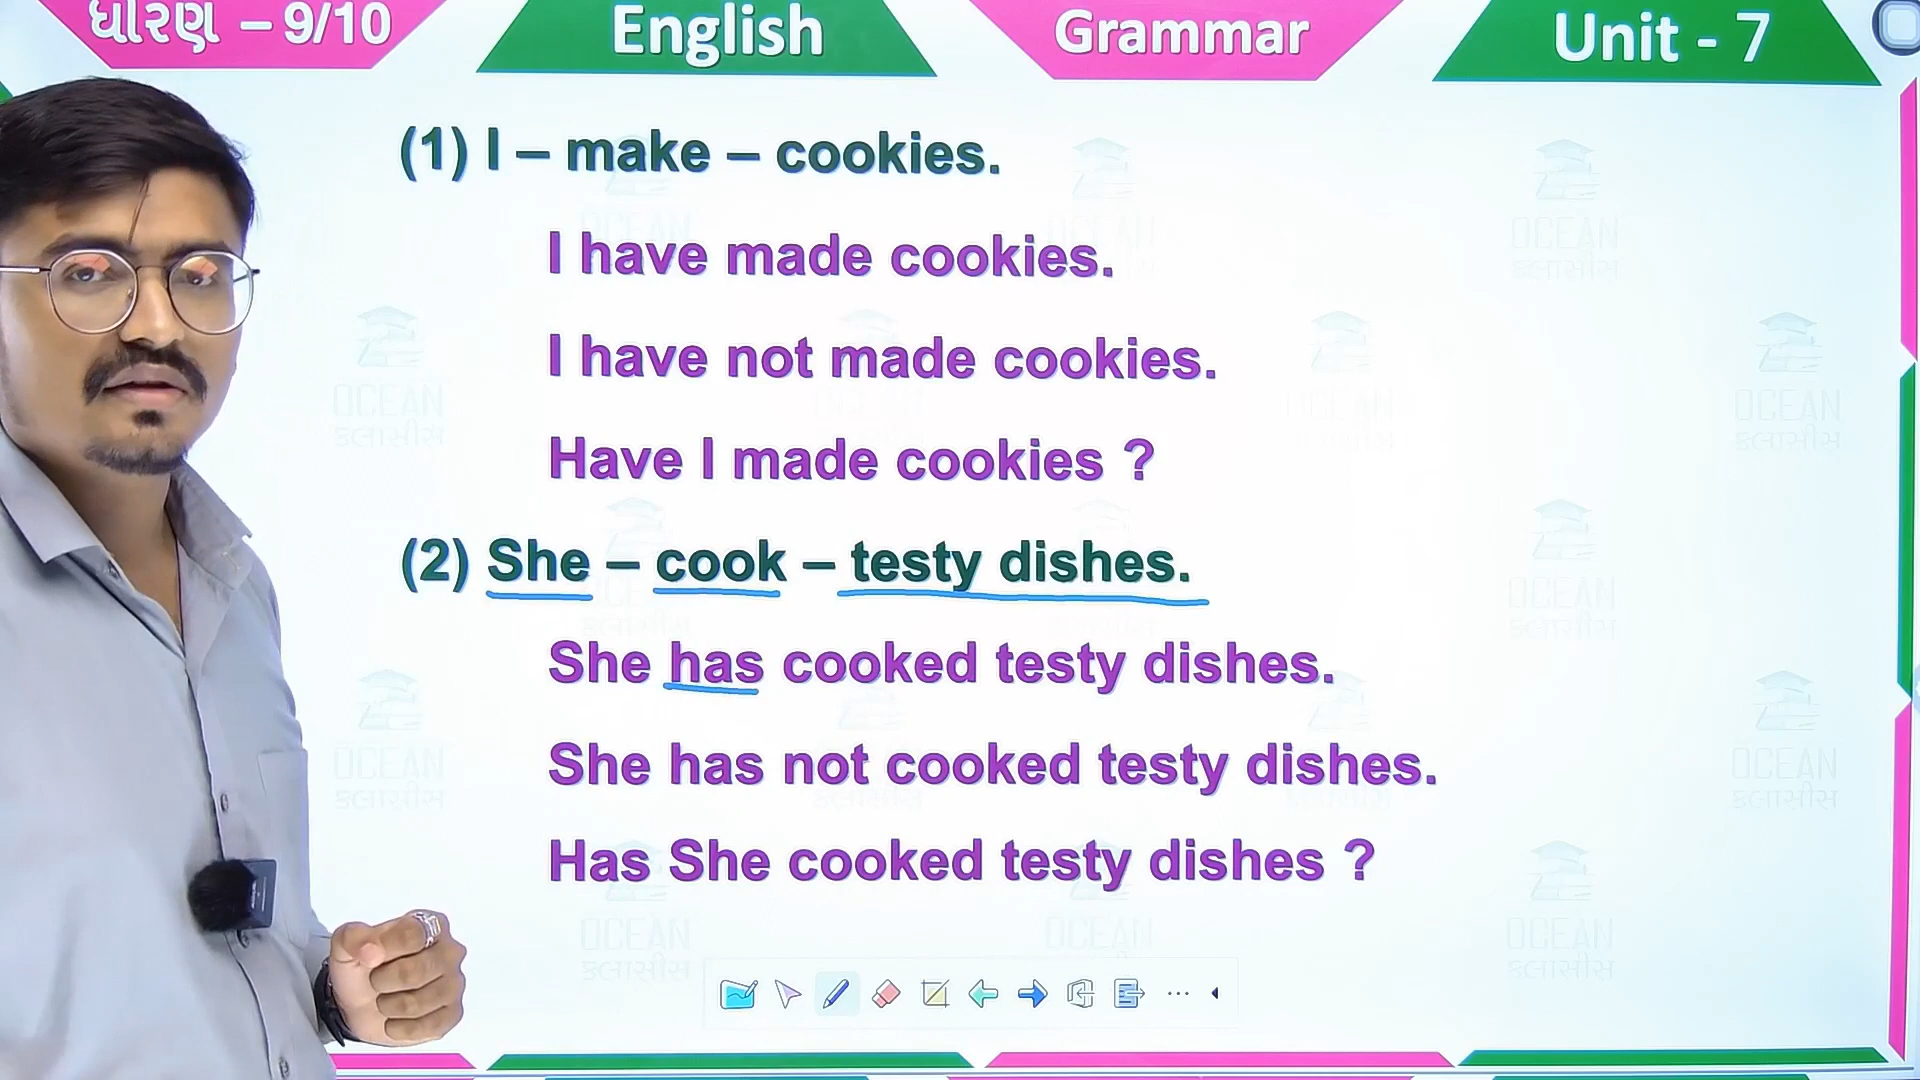 ધોરણ – 9/10 English Grammar Unit - 7
(1) I – make – cookies.
I have made cookies.
I have not made cookies.
Have I made cookies ?
(2) She – cook – testy dishes.
She has cooked testy dishes.
She has not cooked testy dishes.
Has She cooked testy dishes ?
OCEAN
ક્લાસીસ